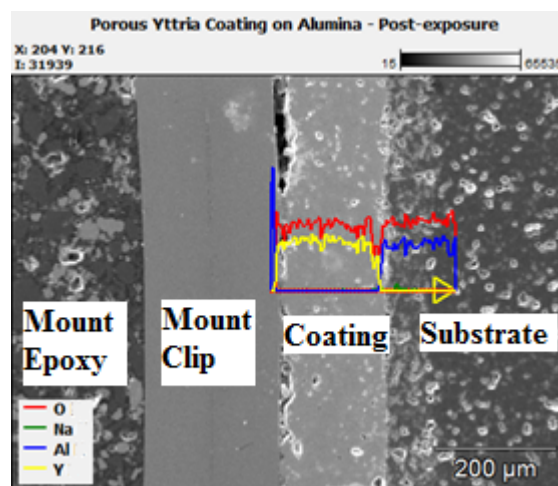 Porous Yttria Coating on Alumina - Post-exposure
X: 204 Y: 216
I: 31939
15
65535
Mount
Epoxy
Mount
Clip
Coating
Substrate
O
Na
Al
Y
200 µm